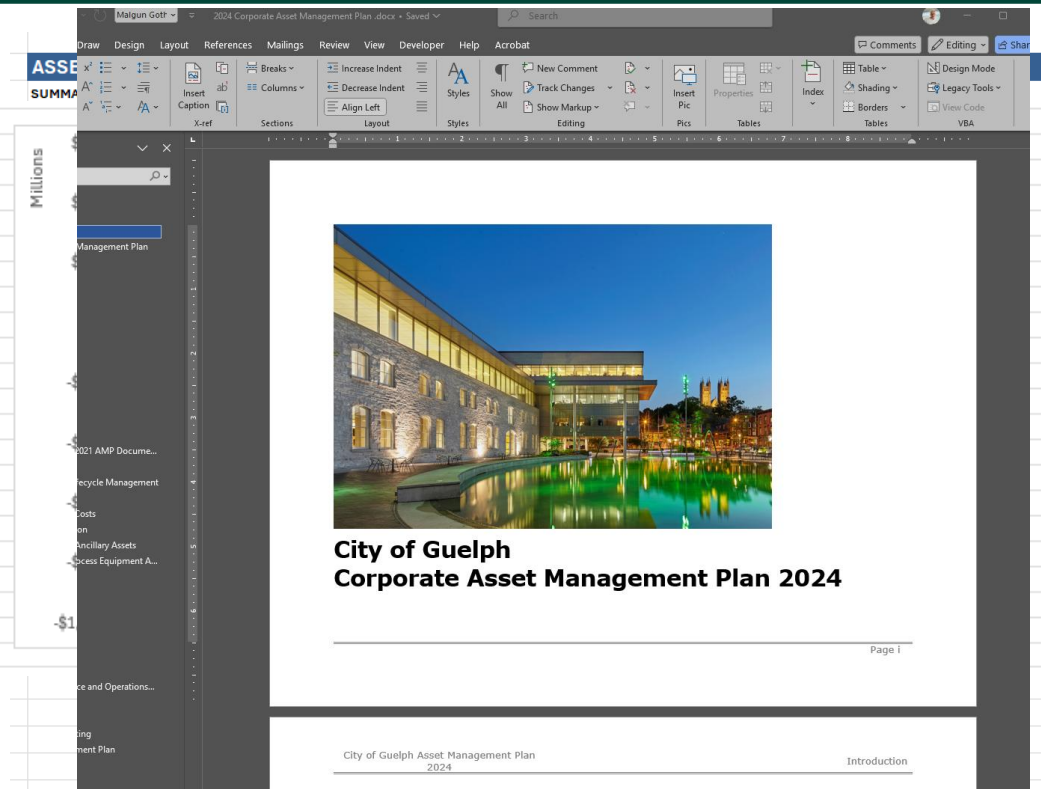 Malgun Goth
2024 Corporate Asset Management Plan .docx • Saved
Search
Draw Design Layout References Mailings Review View Developer Help Acrobat
Comments
Editing
Shar
ASSE
SUMMA
Insert Caption
X-ref
Breaks
Columns
Sections
Increase Indent
Decrease Indent
Align Left
Layout
Styles
Styles
Show All
New Comment
Track Changes
Show Markup
Editing
Insert Pic
Pics
Properties
Tables
Index
Table
Shading
Borders
Tables
Design Mode
Legacy Tools
View Code
VBA
Millions
Management Plan
2021 AMP Docume...
ecycle Management
Costs
on
Ancillary Assets
ocess Equipment A...
-$1,
ce and Operations...
ting
ment Plan
City of Guelph
Corporate Asset Management Plan 2024
Page i
City of Guelph Asset Management Plan
2024
Introduction